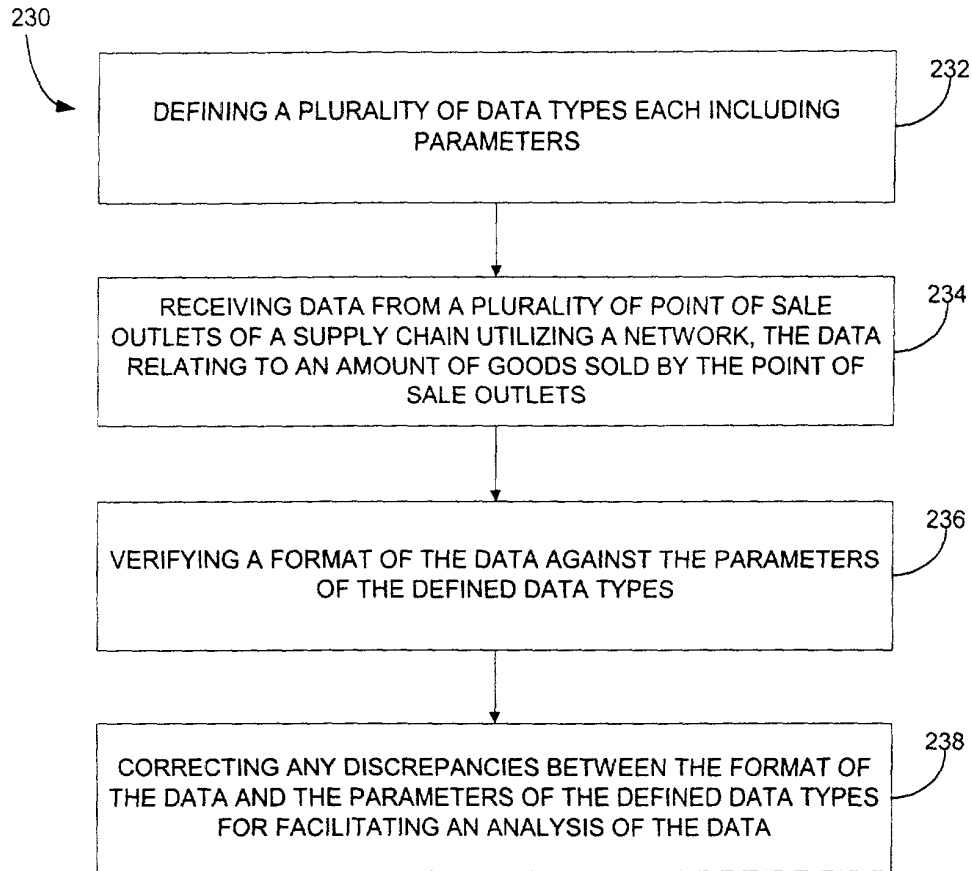 230
232
DEFINING A PLURALITY OF DATA TYPES EACH INCLUDING
PARAMETERS
234
RECEIVING DATA FROM A PLURALITY OF POINT OF SALE
OUTLETS OF A SUPPLY CHAIN UTILIZING A NETWORK, THE DATA
RELATING TO AN AMOUNT OF GOODS SOLD BY THE POINT OF
SALE OUTLETS
236
VERIFYING A FORMAT OF THE DATA AGAINST THE PARAMETERS
OF THE DEFINED DATA TYPES
238
CORRECTING ANY DISCREPANCIES BETWEEN THE FORMAT OF
THE DATA AND THE PARAMETERS OF THE DEFINED DATA TYPES
FOR FACILITATING AN ANALYSIS OF THE DATA